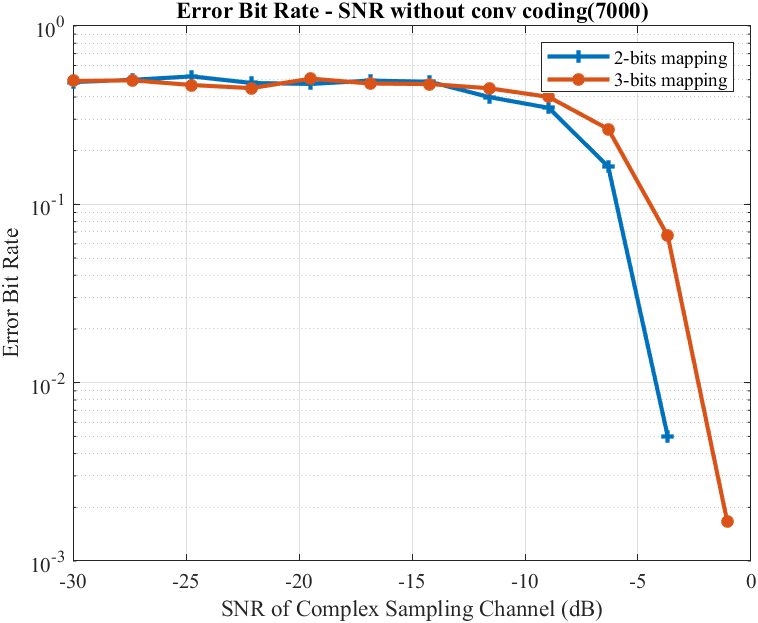 Error Bit Rate - SNR without conv coding(7000)
10^0
2-bits mapping
3-bits mapping
10^-1
Error Bit Rate
10^-2
10^-3
-30 -25 -20 -15 -10 -5 0
SNR of Complex Sampling Channel (dB)